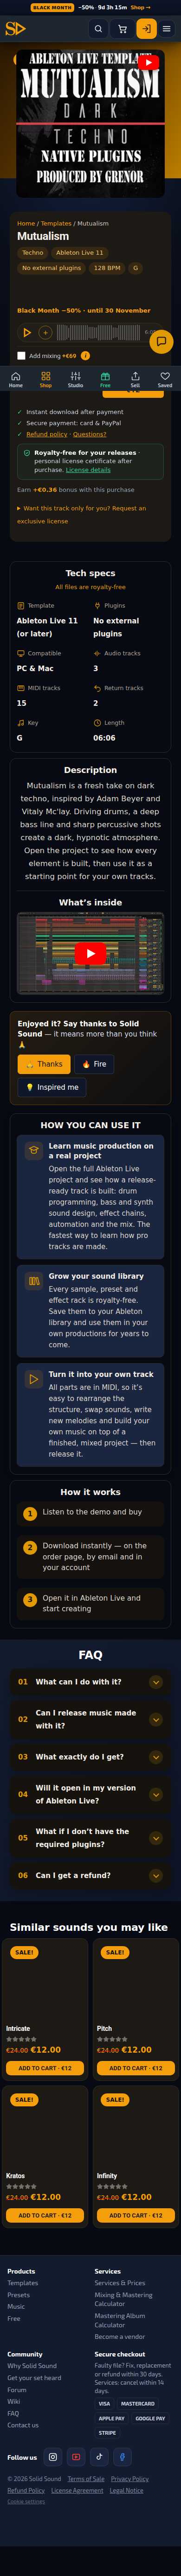 BLACK MONTH −50% · 9d 3h 15m Shop →
SD
ABLETON LIVE TEMPLATE
MUTUALISM
DARK
TECHNO
NATIVE PLUGINS
PROD BY GRENKO
Home / Templates / Mutualism
Mutualism
Techno
Ableton Live 11
No external plugins
128 BPM
G
Black Month −50% · until 30 November
Add mixing +€69 i
Home
Shop
Studio
Free
Sell
Saved
✓ Instant download after payment
✓ Secure payment: card & PayPal
✓ Refund policy · Questions?
Royalty-free for your releases ·
personal license certificate after
purchase. License details
Earn +€0.36 bonus with this purchase
▸ Want this track only for you? Request an
exclusive license
Tech specs
All files are royalty-free
Template
Ableton Live 11
(or later)
Plugins
No external
plugins
Compatible
PC & Mac
Audio tracks
3
MIDI tracks
15
Return tracks
2
Key
G
Length
06:06
Description
Mutualism is a fresh take on dark
techno, inspired by Adam Beyer and
Vitaly Mc'lay. Driving drums, a deep
bass line and sharp percussive shots
create a dark, hypnotic atmosphere.
Open the project to see how every
element is built, then use it as a
starting point for your own tracks.
What’s inside
Enjoyed it? Say thanks to Solid
Sound — it means more than you think
🙏
🙌 Thanks
🔥 Fire
💡 Inspired me
HOW YOU CAN USE IT
Learn music production on
a real project
Open the full Ableton Live
project and see how a release-
ready track is built: drum
programming, bass and synth
sound design, effect chains,
automation and the mix. The
fastest way to learn how pro
tracks are made.
Grow your sound library
Every sample, preset and
effect rack is royalty-free.
Save them to your Ableton
library and use them in your
own productions for years to
come.
Turn it into your own track
All parts are in MIDI, so it’s
easy to rearrange the
structure, swap sounds, write
new melodies and build your
own music on top of a
finished, mixed project — then
release it.
How it works
1 Listen to the demo and buy
2 Download instantly — on the
order page, by email and in
your account
3 Open it in Ableton Live and
start creating
FAQ
01 What can I do with it?
02 Can I release music made
with it?
03 What exactly do I get?
04 Will it open in my version
of Ableton Live?
05 What if I don’t have the
required plugins?
06 Can I get a refund?
Similar sounds you may like
SALE!
Intricate
€24.00 €12.00
ADD TO CART · €12
SALE!
Pitch
€24.00 €12.00
ADD TO CART · €12
SALE!
Kratos
€24.00 €12.00
ADD TO CART · €12
SALE!
Infinity
€24.00 €12.00
ADD TO CART · €12
Products
Templates
Presets
Music
Free
Services
Services & Prices
Mixing & Mastering
Certificate
Mastering Album
Certificate
Become a vendor
Community
Why Solid Sound
Get your set heard
Forum
Wiki
FAQ
Contact us
Secure checkout
Faulty file? Fix, replacement
or refund within 30 days.
Services: cancel within 14
days.
VISA
MASTERCARD
APPLE PAY
GOOGLE PAY
STRIPE
Follow us
© 2026 Solid Sound Terms of Sale Privacy Policy
Refund Policy License Agreement Legal Notice
Cookie settings